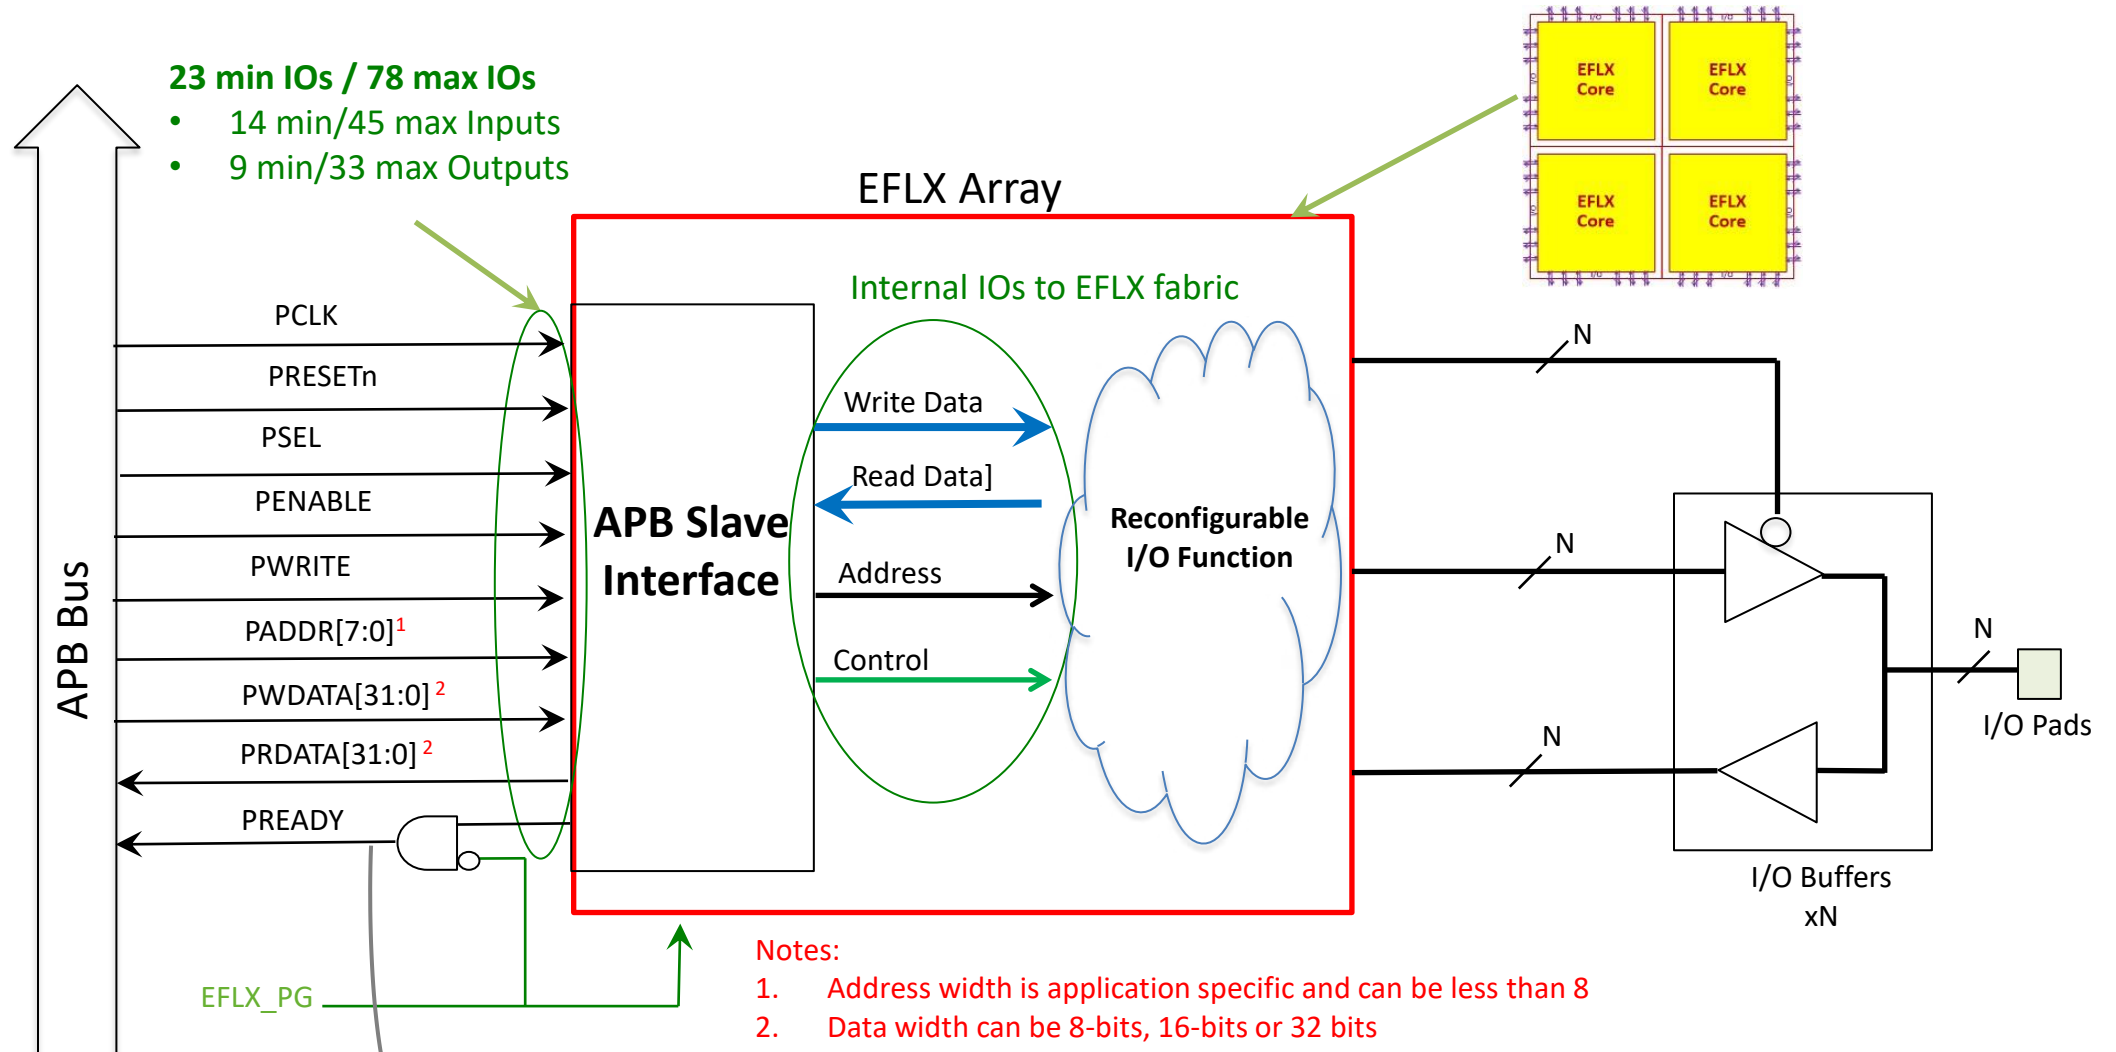 23 min IOs / 78 max IOs
• 14 min/45 max Inputs
• 9 min/33 max Outputs
EFLX Array
I/O
EFLX
Core
EFLX
Core
I/O
I/O
EFLX
Core
EFLX
Core
I/O
I/O
I/O
I/O
Internal IOs to EFLX fabric
APB Bus
PCLK
PRESETn
PSEL
PENABLE
PWRITE
PADDR[7:0]1
PWDATA[31:0] 2
PRDATA[31:0] 2
PREADY
APB Slave
Interface
Write Data
Read Data]
Address
Control
Reconfigurable
I/O Function
N
N
N
N
I/O Pads
I/O Buffers
xN
EFLX_PG
Notes:
1. Address width is application specific and can be less than 8
2. Data width can be 8-bits, 16-bits or 32 bits